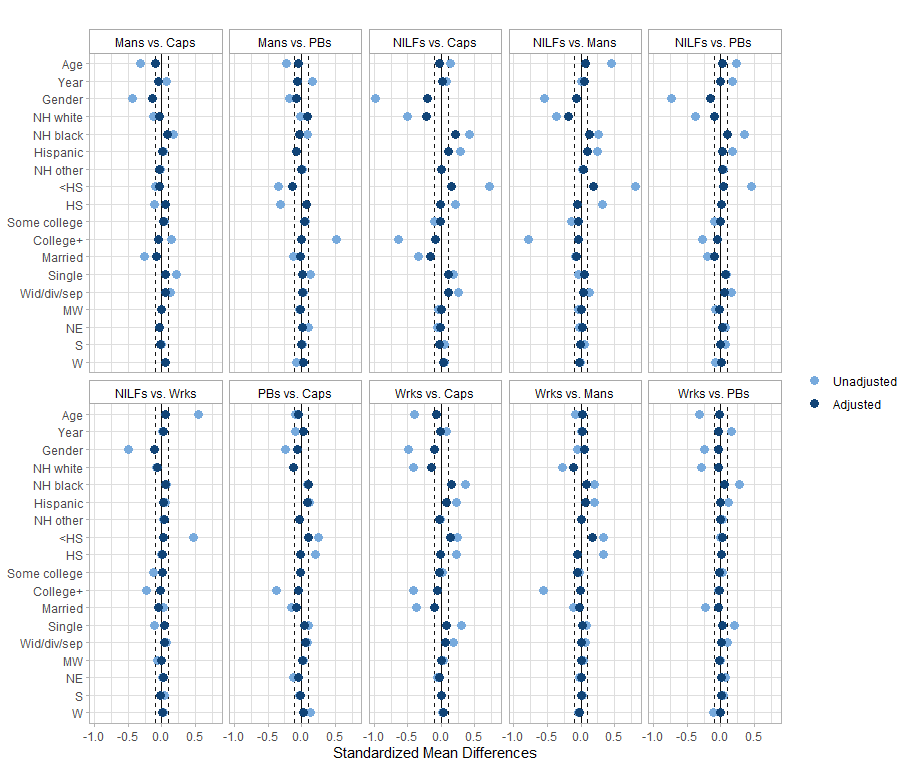 Mans vs. Caps
Mans vs. PBs
NILFs vs. Caps
NILFs vs. Mans
NILFs vs. PBs
Age
Year
Gender
NH white
NH black
Hispanic
NH other
<HS
HS
Some college
College+
Married
Single
Wid/div/sep
MW
NE
S
W
NILFs vs. Wrks
PBs vs. Caps
Wrks vs. Caps
Wrks vs. Mans
Wrks vs. PBs
Age
Year
Gender
NH white
NH black
Hispanic
NH other
<HS
HS
Some college
College+
Married
Single
Wid/div/sep
MW
NE
S
W
-1.0 -0.5 0.0 0.5
-1.0 -0.5 0.0 0.5
-1.0 -0.5 0.0 0.5
-1.0 -0.5 0.0 0.5
-1.0 -0.5 0.0 0.5
Standardized Mean Differences
Unadjusted
Adjusted